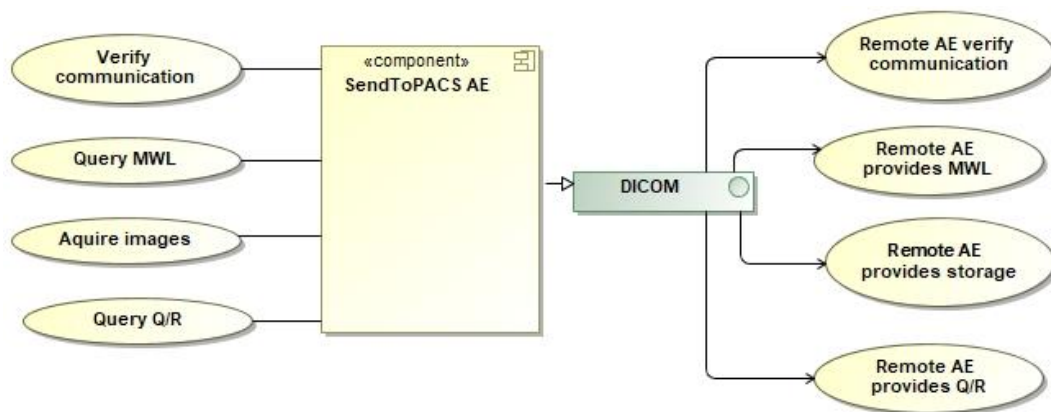 Verify
communication
Query MWL
Aquire images
Query Q/R
«component»
SendToPACS AE
DICOM
Remote AE verify
communication
Remote AE
provides MWL
Remote AE
provides storage
Remote AE
provides Q/R